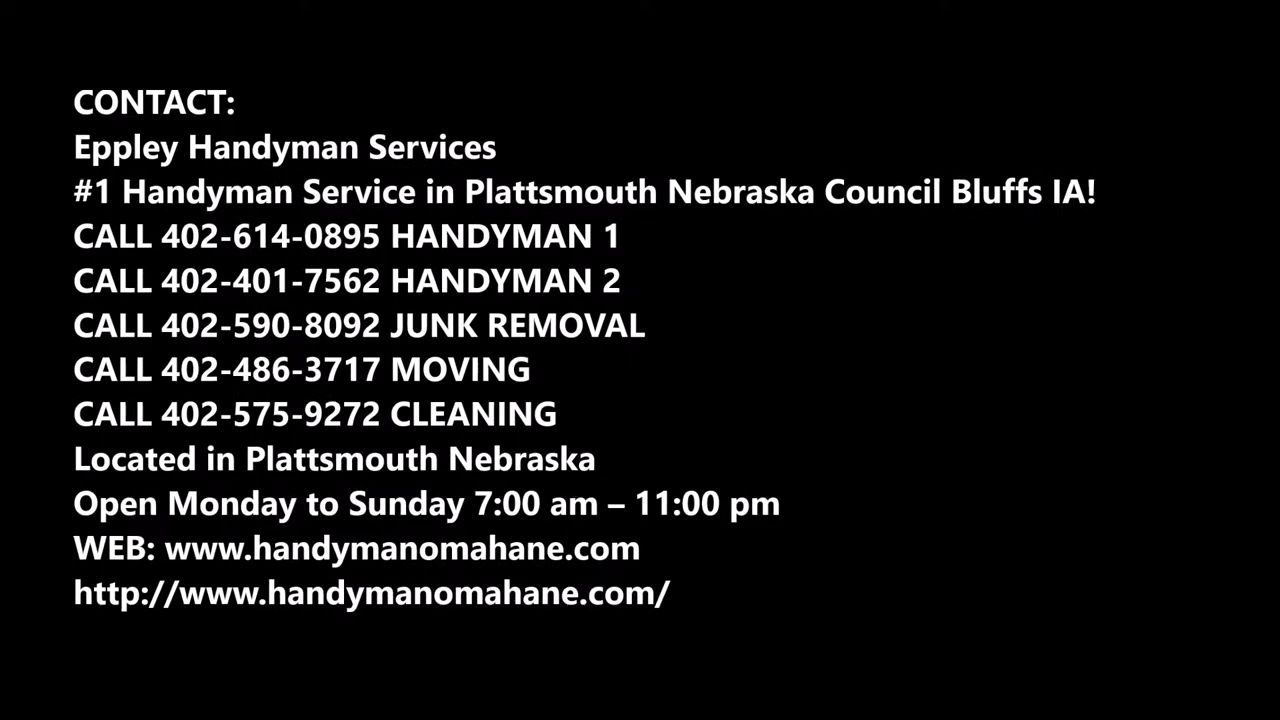 CONTACT:
Eppley Handyman Services
#1 Handyman Service in Plattsmouth Nebraska Council Bluffs IA!
CALL 402-614-0895 HANDYMAN 1
CALL 402-401-7562 HANDYMAN 2
CALL 402-590-8092 JUNK REMOVAL
CALL 402-486-3717 MOVING
CALL 402-575-9272 CLEANING
Located in Plattsmouth Nebraska
Open Monday to Sunday 7:00 am – 11:00 pm
WEB: www.handymanomahane.com
http://www.handymanomahane.com/